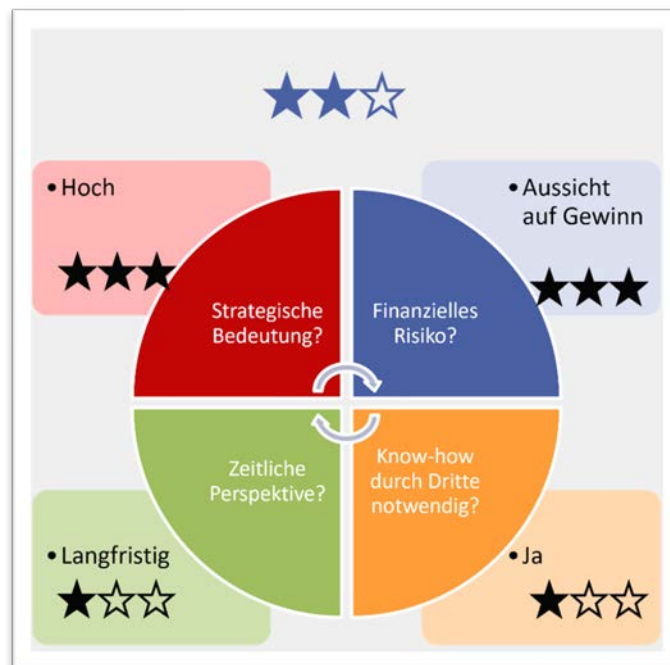 • Hoch
• Aussicht
auf Gewinn
Strategische
Bedeutung?
Finanzielles
Risiko?
Zeitliche
Perspektive?
Know-how
durch Dritte
notwendig?
• Langfristig
• Ja